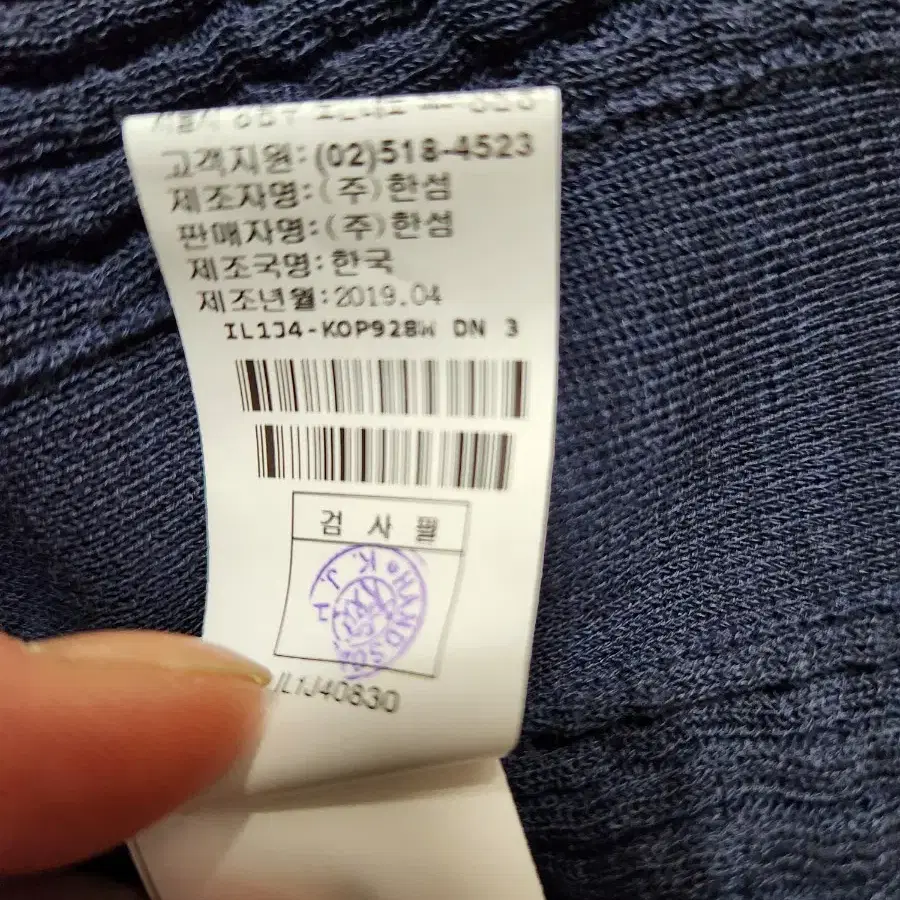 고객지원:(02)518-4523
제조자명:(주)한섬
판매자명:(주)한섬
제조국명:한국
제조년월:2019.04
IL1J4-KOP928W DN 3
검 사 필
HANDSO
K. J. H
IL1J40830